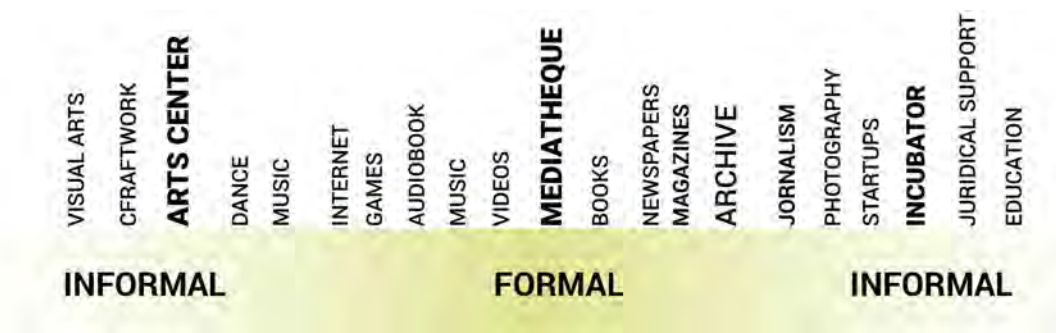 VISUAL ARTS
CFRAFTWORK
ARTS CENTER
DANCE
MUSIC
INTERNET
GAMES
AUDIOBOOK
MUSIC
VIDEOS
MEDIATHEQUE
BOOKS
NEWSPAPERS
MAGAZINES
ARCHIVE
JORNALISM
PHOTOGRAPHY
STARTUPS
INCUBATOR
JURIDICAL SUPPORT
EDUCATION
INFORMAL FORMAL INFORMAL